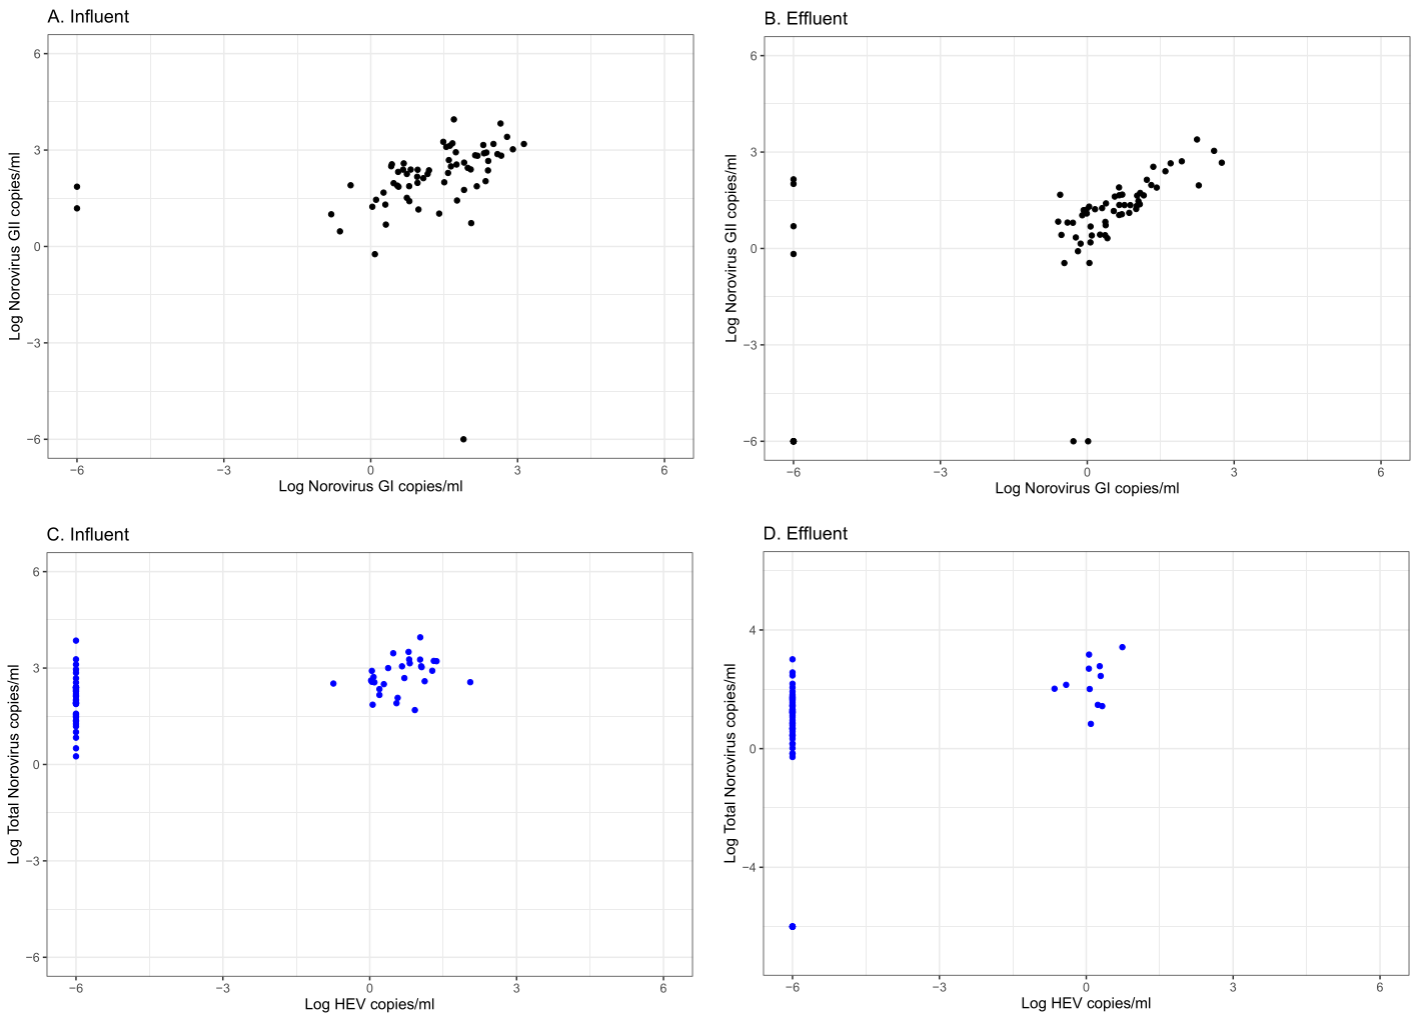 A. Influent
6
3
0
−3
−6
−6 −3 0 3 6
Log Norovirus GI copies/ml
Log Norovirus GII copies/ml
B. Effluent
6
3
0
−3
−6
−6 −3 0 3 6
Log Norovirus GI copies/ml
Log Norovirus GII copies/ml
C. Influent
6
3
0
−3
−6
−6 −3 0 3 6
Log HEV copies/ml
Log Total Norovirus copies/ml
D. Effluent
4
0
−4
−6 −3 0 3 6
Log HEV copies/ml
Log Total Norovirus copies/ml